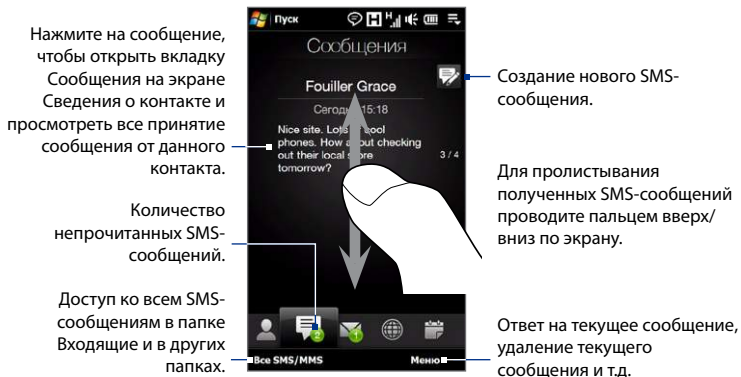 Нажмите на сообщение,
чтобы открыть вкладку
Сообщения на экране
Сведения о контакте и
просмотреть все принятие
сообщения от данного
контакта.
Количество
непрочитанных SMS-
сообщений.
Доступ ко всем SMS-
сообщениям в папке
Входящие и в других
папках.
Пуск
Сообщения
Fouiller Grace
15:18
Nice site. cool
phones. How about checking
out their local store
tomorrow?
3 / 4
2
1
Все SMS/MMS
Меню
Создание нового SMS-
сообщения.
Для пролистывания
полученных SMS-сообщений
проводите пальцем вверх/
вниз по экрану.
Ответ на текущее сообщение,
удаление текущего
сообщения и т.д.